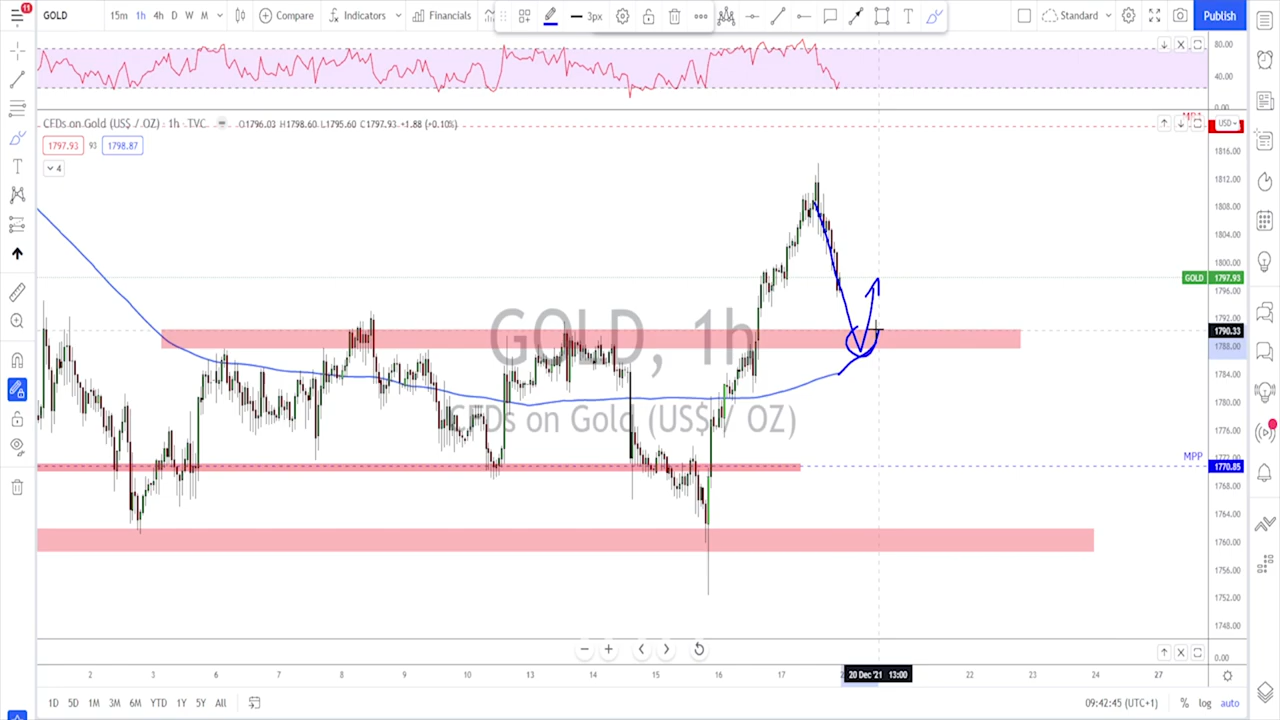 11
GOLD 15m 1h 4h D W M Compare Indicators Financials 3px Standard Publish
80.00
40.00
0.00
CFDs on Gold (US$ / OZ) · 1h · TVC O1796.03 H1798.60 L1795.60 C1797.93 +1.88 (+0.10%)
USD
1797.93 93 1798.87
4
1816.00
1812.00
1808.00
1804.00
1800.00
GOLD 1797.93
1796.00
1792.00
1790.33
1788.00
1784.00
1780.00
1776.00
1772.00
MPP 1770.85
1768.00
1764.00
1760.00
1756.00
1752.00
1748.00
0.00
GOLD, 1h
CFDs on Gold (US$ / OZ)
2 3 6 7 8 9 10 13 14 15 16 17 20 Dec '21 13:00 22 23 24 27
1D 5D 1M 3M 6M YTD 1Y 5Y All 09:42:45 (UTC+1) % log auto